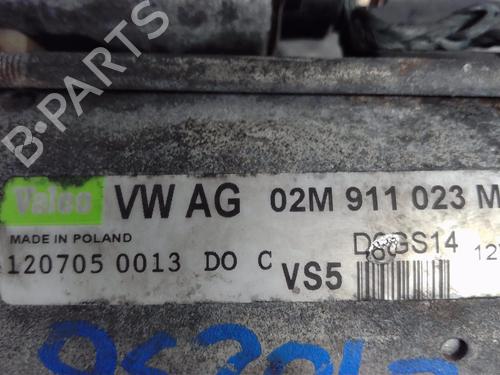 B-PARTS
Valeo VW AG 02M 911 023 M
MADE IN POLAND
120705 0013 DO C VS5